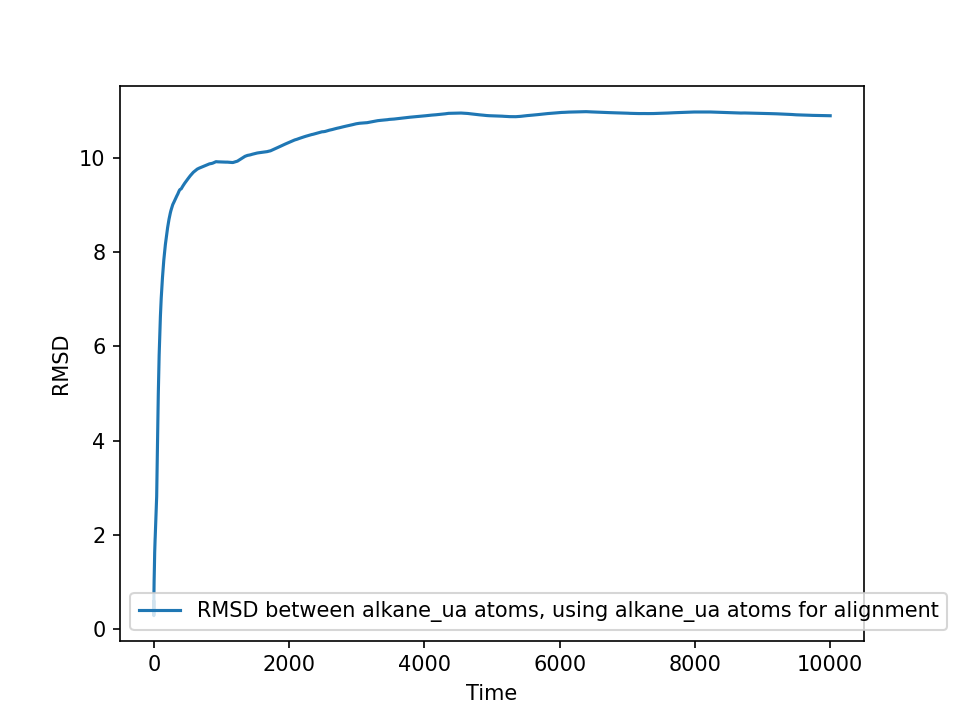 10
8
6
4
2
0
RMSD
RMSD between alkane_ua atoms, using alkane_ua atoms for alignment
0 2000 4000 6000 8000 10000
Time